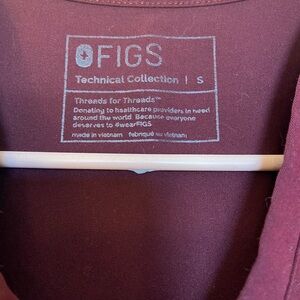 FIGS
Technical Collection | S
Threads for Threads™
Donating to healthcare providers in need
around the world. Because everyone
deserves to #wearFIGS
made in vietnam fabriqué au vietnam